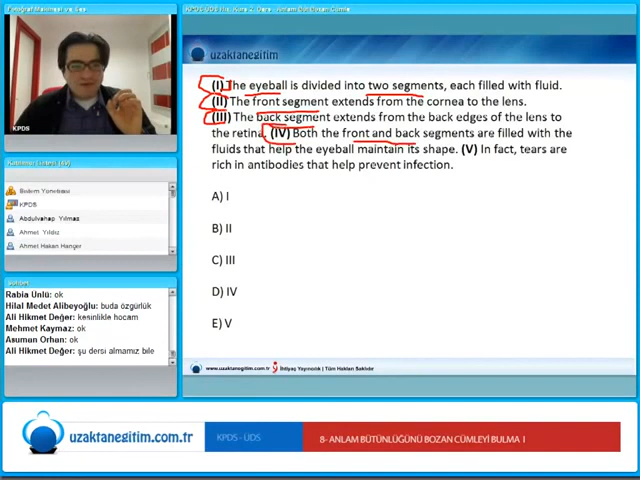 KPDS
uzaktanegitim
(I) The eyeball is divided into two segments, each filled with fluid.
(II) The front segment extends from the cornea to the lens.
(III) The back segment extends from the back edges of the lens to
the retina. (IV) Both the front and back segments are filled with the
fluids that help the eyeball maintain its shape. (V) In fact, tears are
rich in antibodies that help prevent infection.
A) I
B) II
C) III
D) IV
E) V
KPDS
Abdulvahap Yılmaz
Ahmet Yıldız
Ahmet Hakan Hançer
Rabia Ünlü: ok
Hilal Medet Alibeyoğlu: buda özgürlük
Ali Hikmet Değer: kesinlikle hocam
Mehmet Kaymaz: ok
Asuman Orhan: ok
Ali Hikmet Değer: şu dersi almamız bile
www.uzaktanegitim.com.tr
İhtiyaç Yayıncılık | Tüm Hakları Saklıdır
uzaktanegitim.com.tr
KPDS - ÜDS
8- ANLAM BÜTÜNLÜĞÜNÜ BOZAN CÜMLEYİ BULMA I